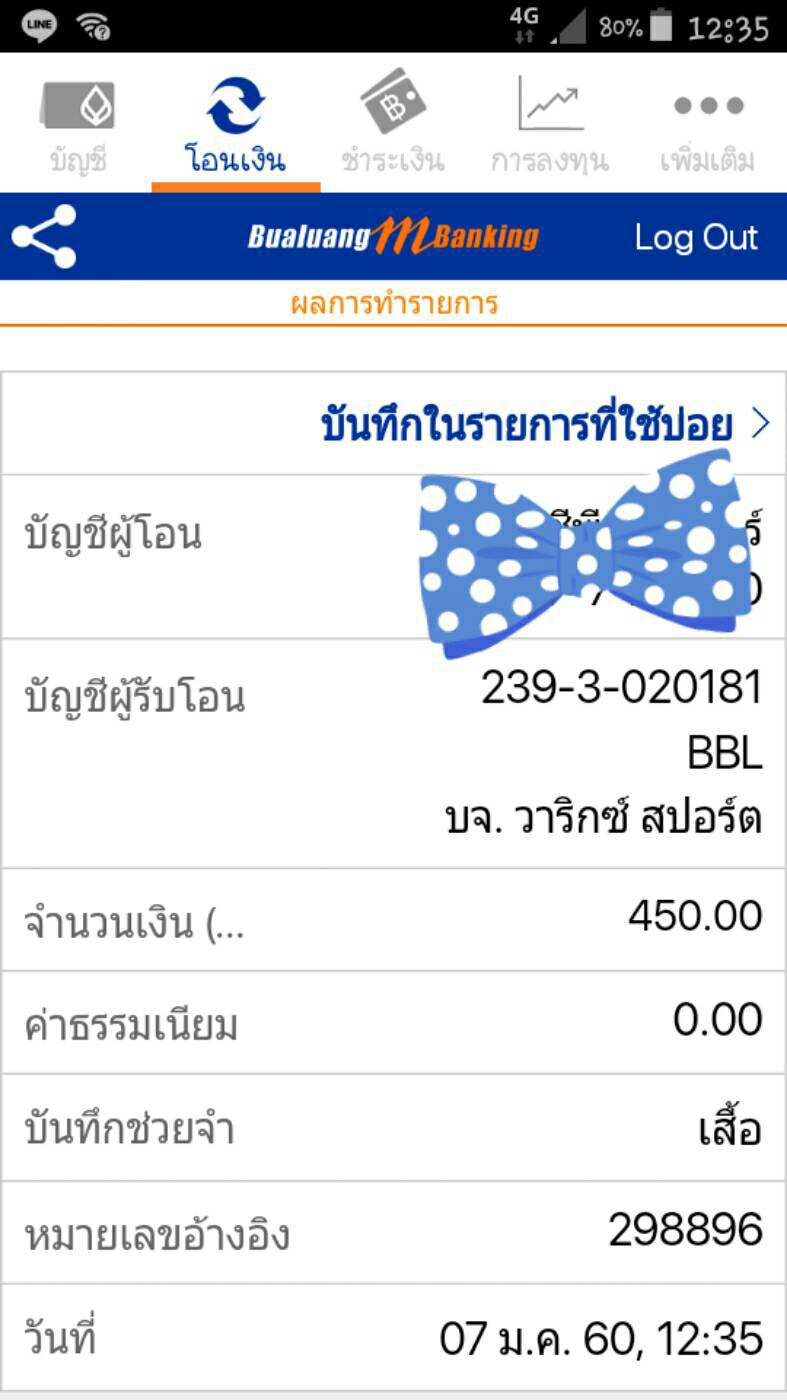 LINE
4G 80% 12:35
บัญชี โอนเงิน ชำระเงิน การลงทุน เพิ่มเติม
Bualuang mBanking Log Out
ผลการทำรายการ
บันทึกในรายการที่ใช้บ่อย
บัญชีผู้โอน
บัญชีผู้รับโอน 239-3-020181
BBL
บจ. วาริกซ์ สปอร์ต
จำนวนเงิน (... 450.00
ค่าธรรมเนียม 0.00
บันทึกช่วยจำ เสื้อ
หมายเลขอ้างอิง 298896
วันที่ 07 ม.ค. 60, 12:35